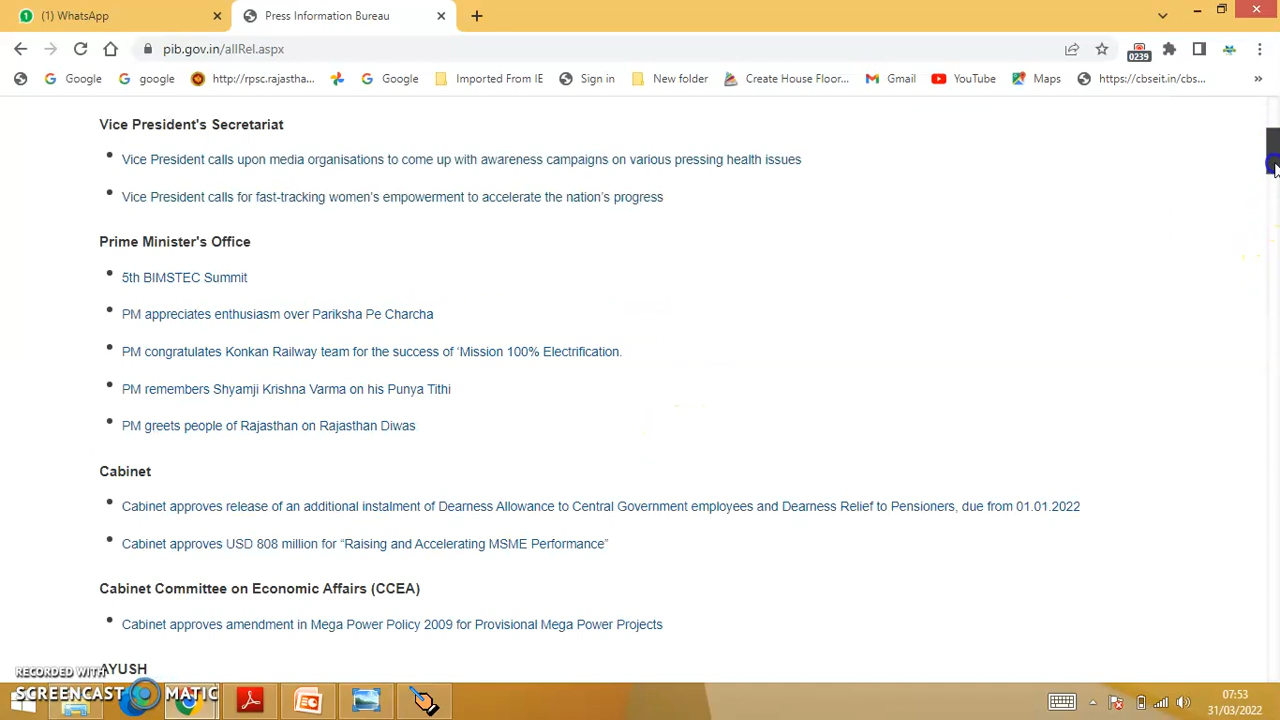 (1) WhatsApp
Press Information Bureau
pib.gov.in/allRel.aspx
0239
Google
google
http://rpsc.rajastha...
Google
Imported From IE
Sign in
New folder
Create House Floor...
Gmail
YouTube
Maps
https://cbseit.in/cbs...
Vice President's Secretariat
Vice President calls upon media organisations to come up with awareness campaigns on various pressing health issues
Vice President calls for fast-tracking women’s empowerment to accelerate the nation’s progress
Prime Minister's Office
5th BIMSTEC Summit
PM appreciates enthusiasm over Pariksha Pe Charcha
PM congratulates Konkan Railway team for the success of ‘Mission 100% Electrification.
PM remembers Shyamji Krishna Varma on his Punya Tithi
PM greets people of Rajasthan on Rajasthan Diwas
Cabinet
Cabinet approves release of an additional instalment of Dearness Allowance to Central Government employees and Dearness Relief to Pensioners, due from 01.01.2022
Cabinet approves USD 808 million for “Raising and Accelerating MSME Performance”
Cabinet Committee on Economic Affairs (CCEA)
Cabinet approves amendment in Mega Power Policy 2009 for Provisional Mega Power Projects
AYUSH
RECORDED WITH
SCREENCAST MATIC
07:53
31/03/2022